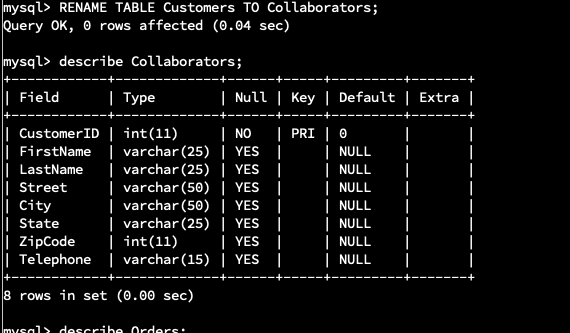 mysql> RENAME TABLE Customers TO Collaborators;
Query OK, 0 rows affected (0.04 sec)
mysql> describe Collaborators;
+------------+-------------+------+-----+---------+-------+
| Field      | Type        | Null | Key | Default | Extra |
+------------+-------------+------+-----+---------+-------+
| CustomerID | int(11)     | NO   | PRI | 0       |       |
| FirstName  | varchar(25) | YES  |     | NULL    |       |
| LastName   | varchar(25) | YES  |     | NULL    |       |
| Street     | varchar(50) | YES  |     | NULL    |       |
| City       | varchar(50) | YES  |     | NULL    |       |
| State      | varchar(25) | YES  |     | NULL    |       |
| ZipCode    | int(11)     | YES  |     | NULL    |       |
| Telephone  | varchar(15) | YES  |     | NULL    |       |
+------------+-------------+------+-----+---------+-------+
8 rows in set (0.00 sec)
mysql> describe Orders;